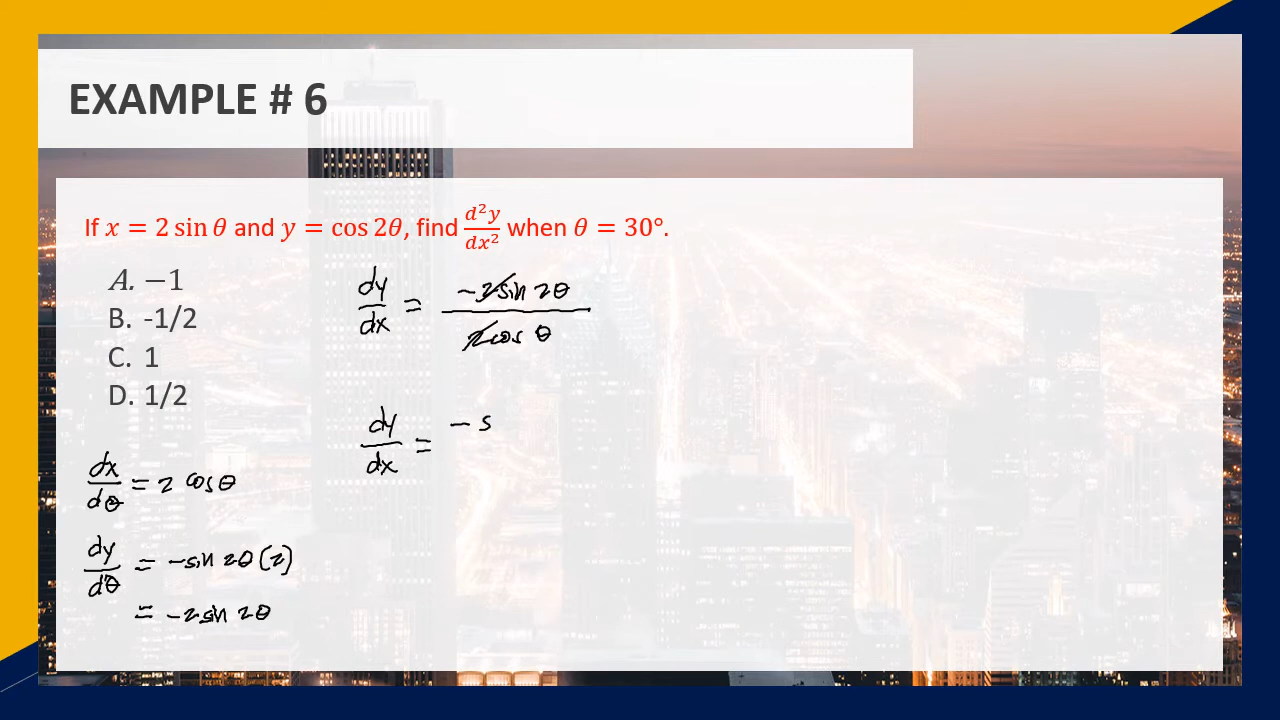 EXAMPLE # 6
If x = 2 sin θ and y = cos 2θ, find d²y/dx² when θ = 30°.
A. −1
B. -1/2
C. 1
D. 1/2
dy/dx = −2sin 2θ / 2cos θ
dy/dx = − s
dx/dθ = 2 cos θ
dy/dθ = −sin 2θ (2)
= −2sin 2θ